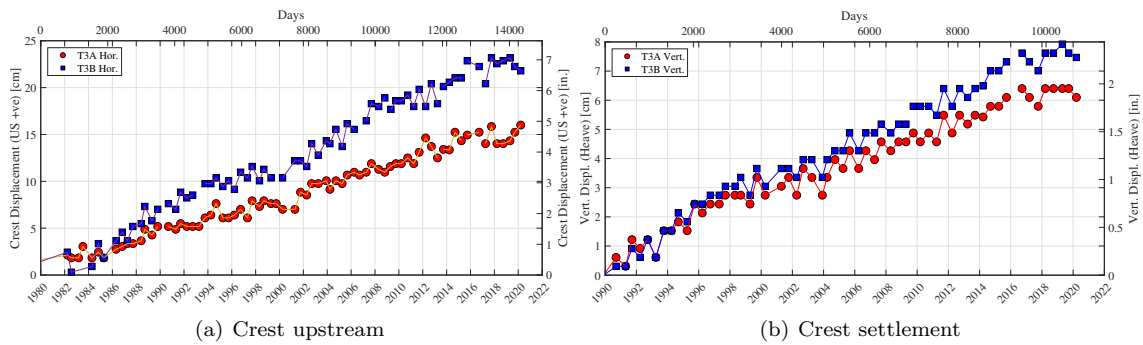 Days
0 2000 4000 6000 8000 10000 12000 14000
25
20
15
10
5
0
Crest Displacement (US +ve) [cm]
T3A Hor.
T3B Hor.
7
6
5
4
3
2
1
0
Crest Displacement (US +ve) [in.]
1980 1982 1984 1986 1988 1990 1992 1994 1996 1998 2000 2002 2004 2006 2008 2010 2012 2014 2016 2018 2020 2022
(a) Crest upstream
Days
0 2000 4000 6000 8000 10000
8
7
6
5
4
3
2
1
0
Vert. Displ. (Heave) [cm]
T3A Vert.
T3B Vert.
2
1.5
1
0.5
0
Vert. Displ. (Heave) [in.]
1990 1992 1994 1996 1998 2000 2002 2004 2006 2008 2010 2012 2014 2016 2018 2020 2022
(b) Crest settlement